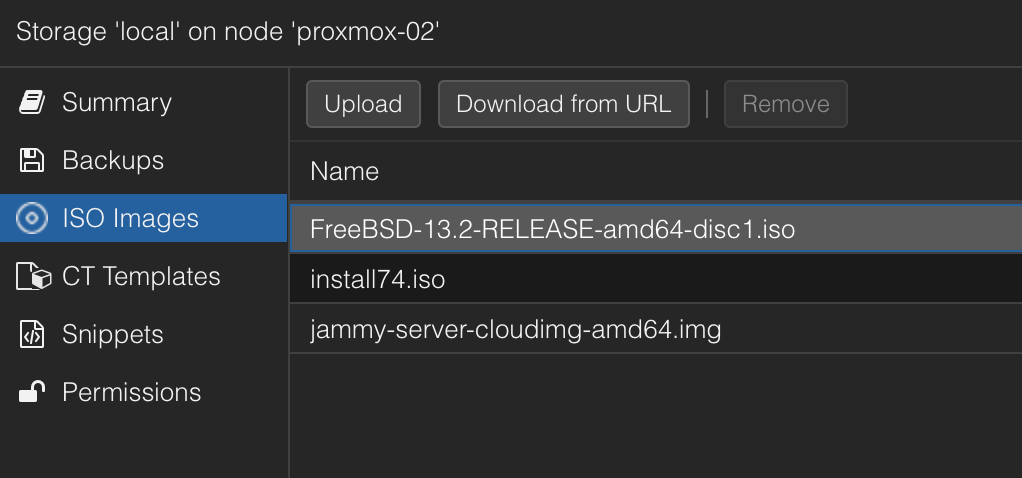 Storage 'local' on node 'proxmox-02'
Summary
Backups
ISO Images
CT Templates
Snippets
Permissions
Upload
Download from URL
Remove
Name
FreeBSD-13.2-RELEASE-amd64-disc1.iso
install74.iso
jammy-server-cloudimg-amd64.img